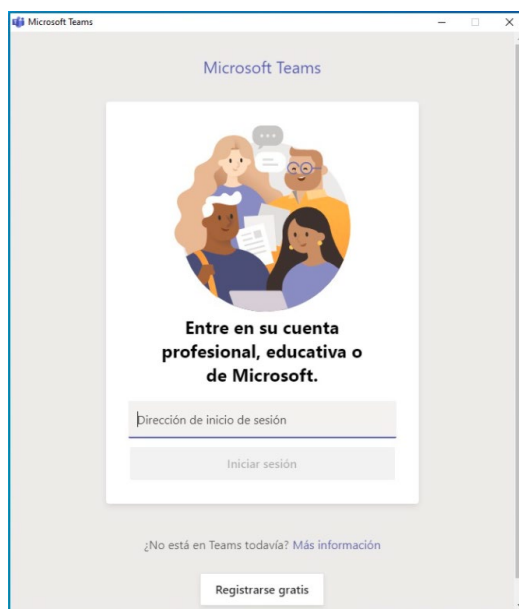 Microsoft Teams
Microsoft Teams
Entre en su cuenta
profesional, educativa o
de Microsoft.
Dirección de inicio de sesión
Iniciar sesión
¿No está en Teams todavía? Más información
Registrarse gratis